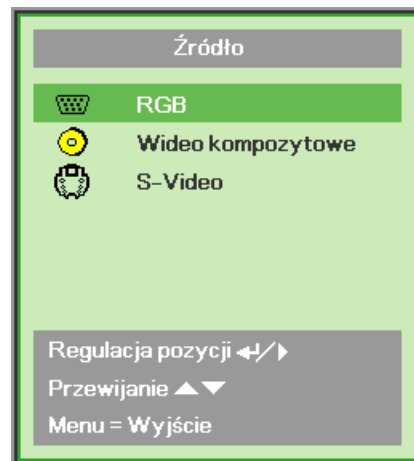 Źródło
RGB
Wideo kompozytowe
S-Video
Regulacja pozycji ↵/▶
Przewijanie ▲▼
Menu = Wyjście